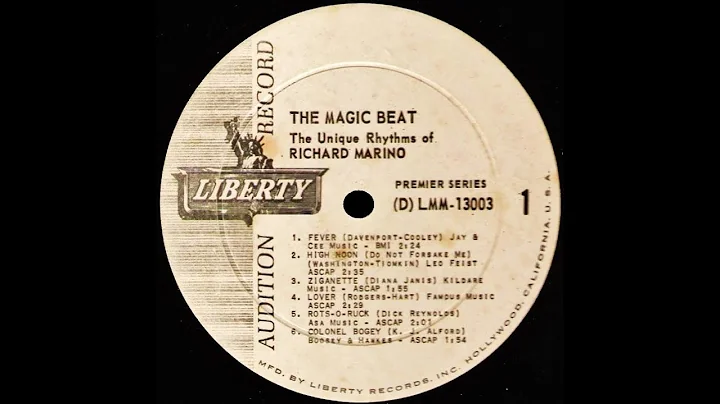 AUDITION RECORD
LIBERTY
THE MAGIC BEAT
The Unique Rhythms of
RICHARD MARINO
PREMIER SERIES
(D) LMM-13003
1
1. FEVER (DAVENPORT-COOLEY) JAY &
CEE MUSIC - BMI 2:24
2. HIGH NOON (DO NOT FORSAKE ME)
(WASHINGTON-TIOMKIN) LEO FEIST
ASCAP 2:35
3. ZIGANETTE (DIANA JANIS) KILDARE
MUSIC - ASCAP 1:55
4. LOVER (RODGERS-HART) FAMOUS MUSIC
ASCAP 2:29
5. ROTS-O-RUCK (DICK REYNOLDS)
ASA MUSIC - ASCAP 2:01
6. COLONEL BOGEY (K. J. ALFORD)
BOOSEY & HAWKES - ASCAP 1:54
MFD. BY LIBERTY RECORDS, INC. HOLLYWOOD, CALIFORNIA, U.S.A.